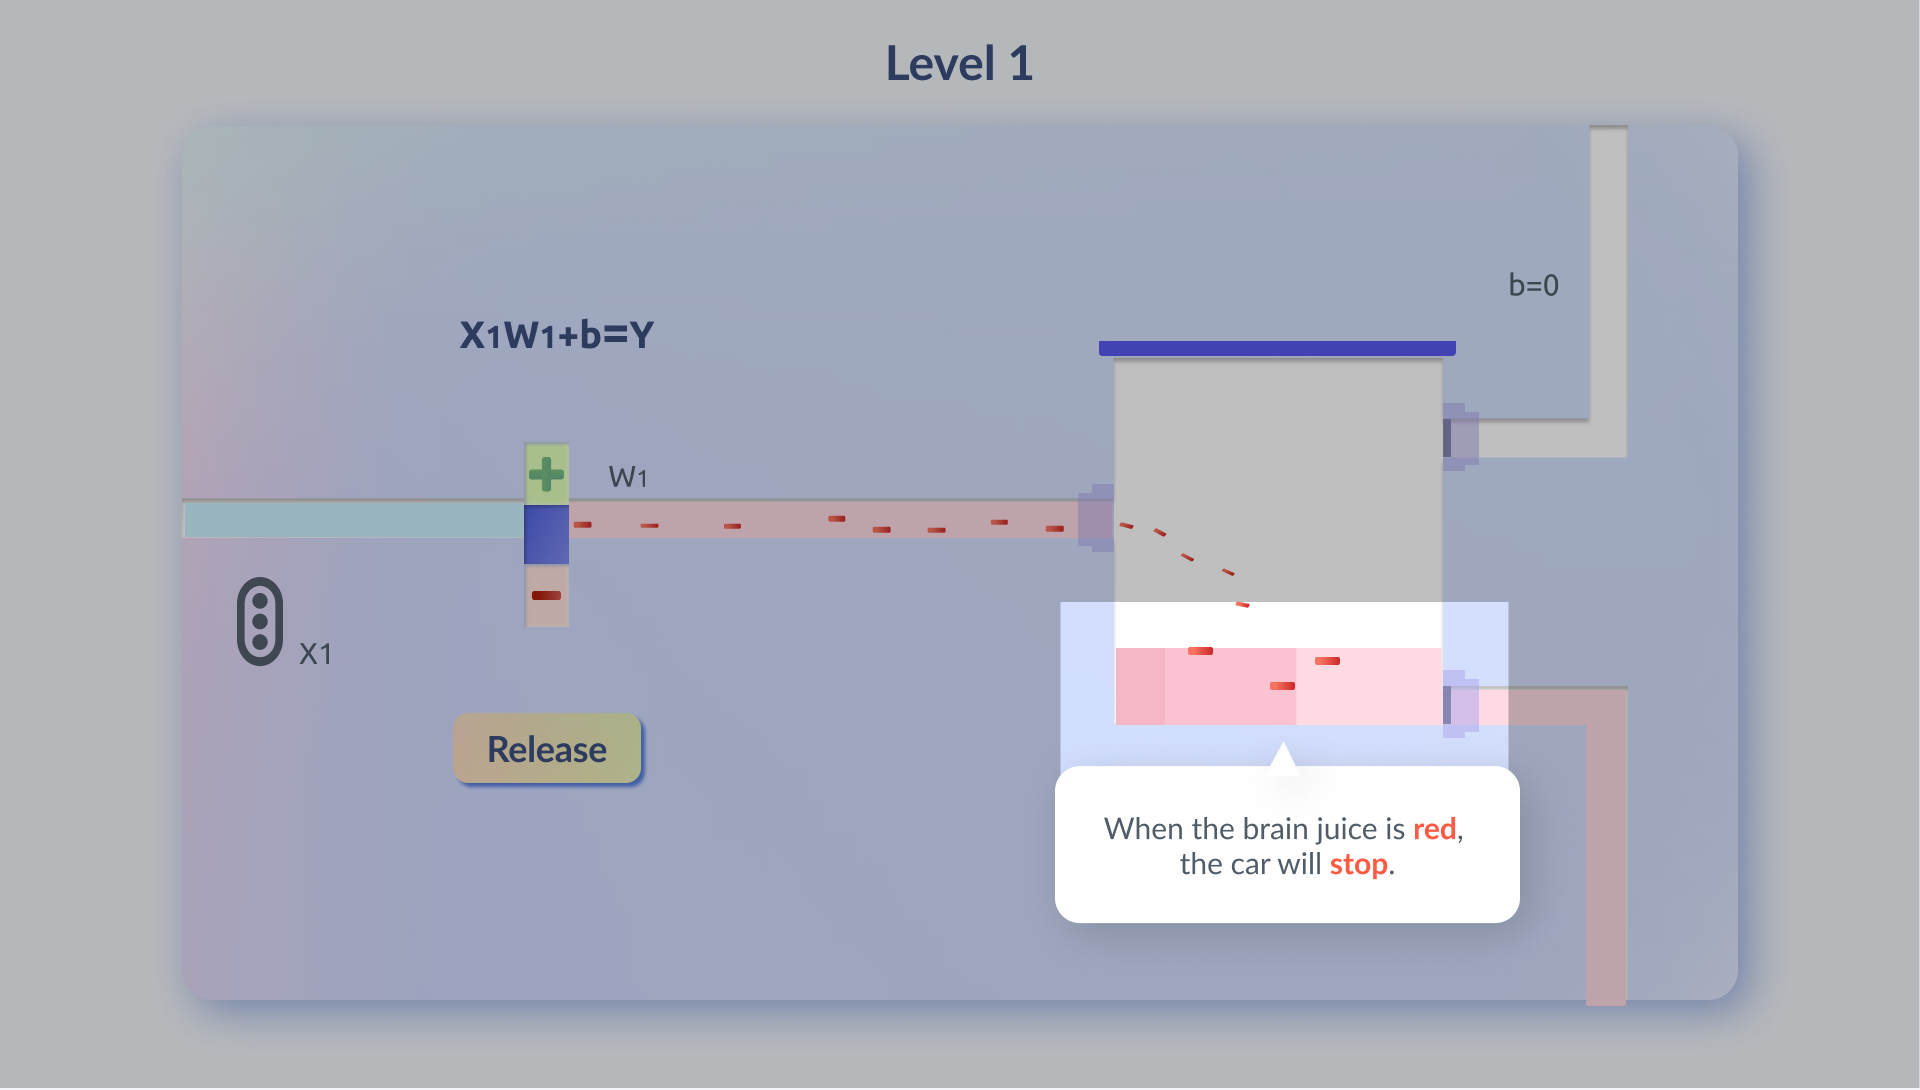 Level 1
b=0
X1W1+b=Y
W1
X1
Release
When the brain juice is red,
the car will stop.